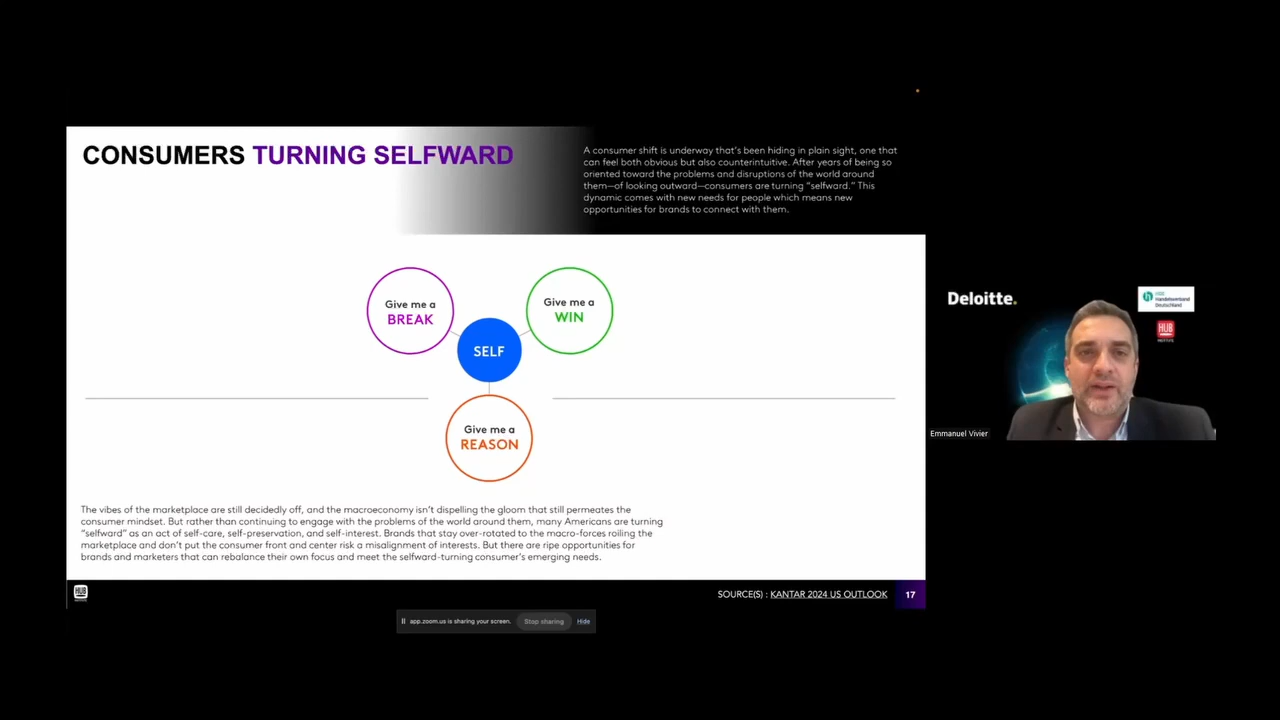 CONSUMERS TURNING SELFWARD
A consumer shift is underway that's been hiding in plain sight, one that
can feel both obvious but also counterintuitive. After years of being so
oriented toward the problems and disruptions of the world around
them—of looking outward—consumers are turning "selfward." This
dynamic comes with new needs for people which means new
opportunities for brands to connect with them.
Give me a
BREAK
Give me a
WIN
SELF
Give me a
REASON
The vibes of the marketplace are still decidedly off, and the macroeconomy isn't dispelling the gloom that still permeates the
consumer mindset. But rather than continuing to engage with the problems of the world around them, many Americans are turning
"selfward" as an act of self-care, self-preservation, and self-interest. Brands that stay over-rotated to the macro-forces roiling the
marketplace and don't put the consumer front and center risk a misalignment of interests. But there are ripe opportunities for
brands and marketers that can rebalance their own focus and meet the selfward-turning consumer's emerging needs.
HUB
SOURCE(S) : KANTAR 2024 US OUTLOOK
17
app.zoom.us is sharing your screen.
Stop sharing
Hide
Deloitte.
Handelsverband
Deutschland
HUB
INSTITUTE
Emmanuel Vivier